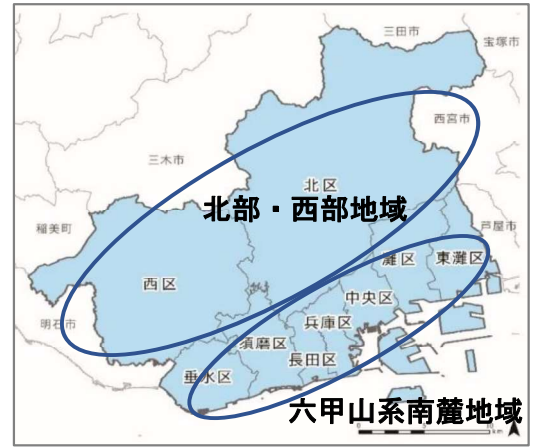 三田市
宝塚市
西宮市
三木市
北区
北部・西部地域
稲美町
芦屋市
灘区
東灘区
西区
中央区
明石市
兵庫区
須磨区
長田区
垂水区
六甲山系南麓地域